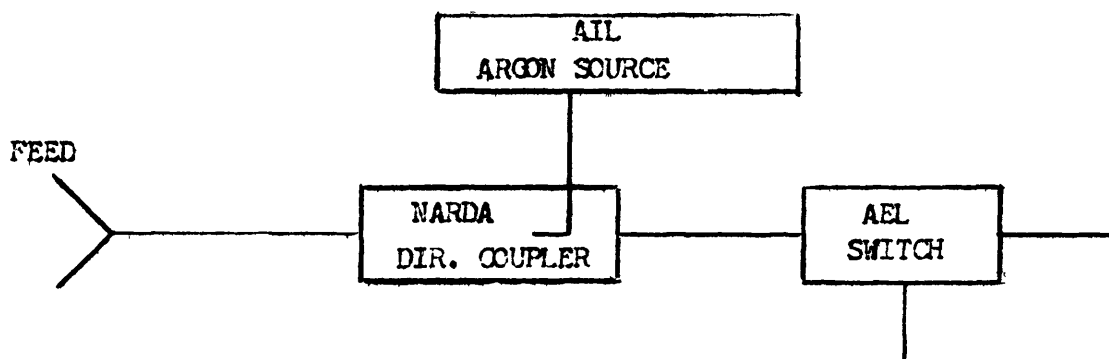 AIL
ARGON SOURCE
FEED
NARDA
DIR. COUPLER
AEL
SWITCH